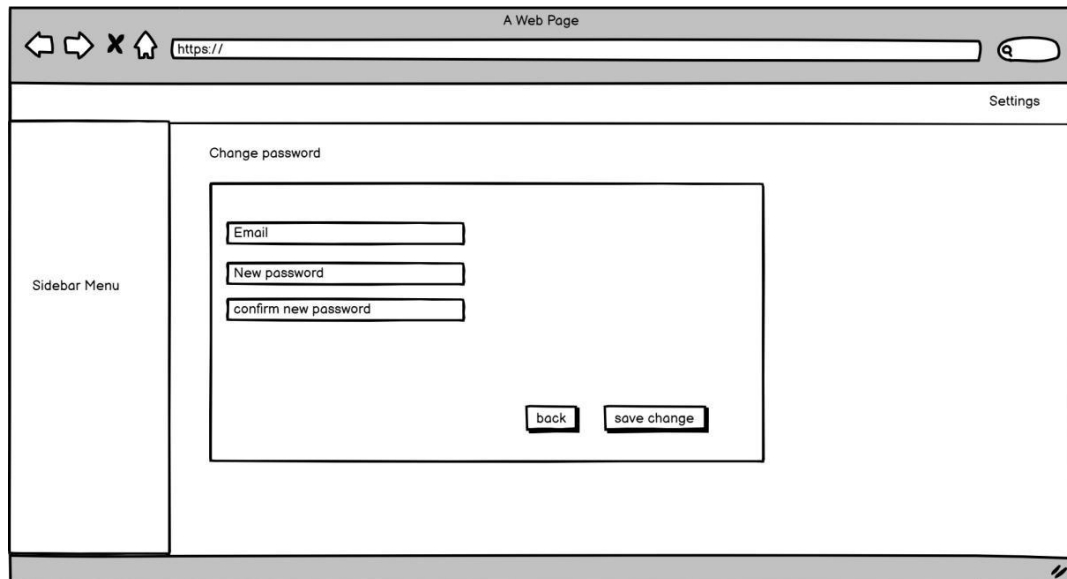 A Web Page
https://
Settings
Change password
Email
New password
confirm new password
Sidebar Menu
back
save change